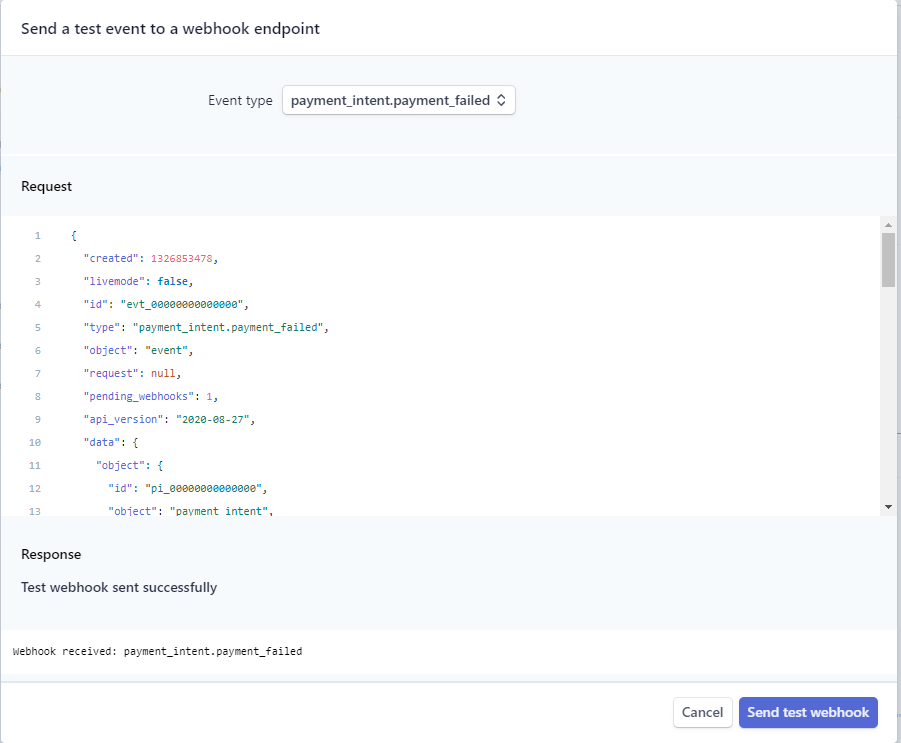 Send a test event to a webhook endpoint
Event type payment_intent.payment_failed
Request
1 {
2 "created": 1326853478,
3 "livemode": false,
4 "id": "evt_00000000000000",
5 "type": "payment_intent.payment_failed",
6 "object": "event",
7 "request": null,
8 "pending_webhooks": 1,
9 "api_version": "2020-08-27",
10 "data": {
11 "object": {
12 "id": "pi_00000000000000",
13 "object": "payment_intent",
Response
Test webhook sent successfully
Webhook received: payment_intent.payment_failed
Cancel Send test webhook